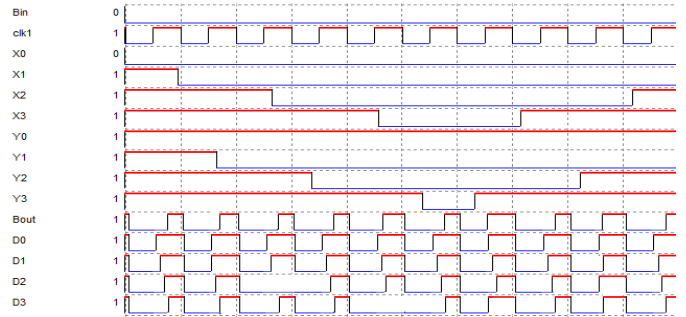 Bin 0
clk1 1
X0 0
X1 1
X2 1
X3 1
Y0 1
Y1 1
Y2 1
Y3 1
Bout 1
D0 1
D1 1
D2 1
D3 1